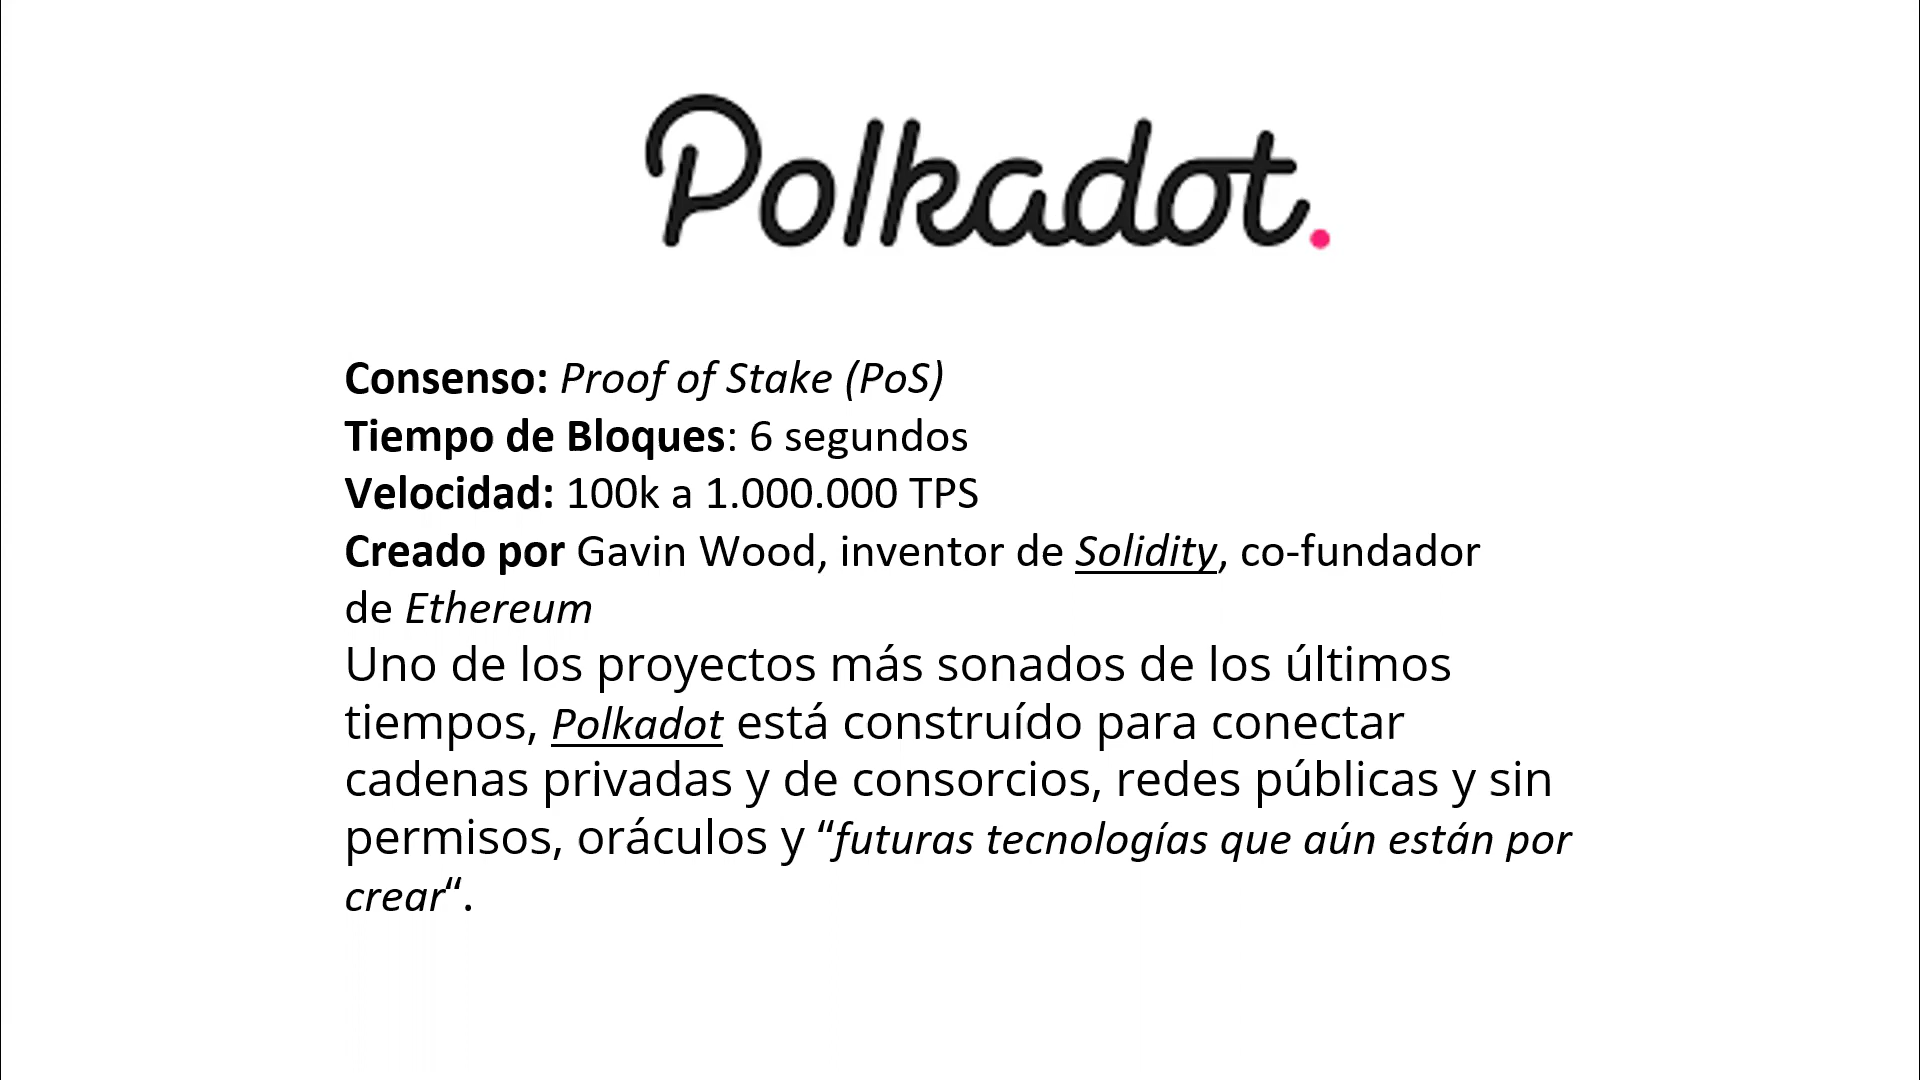 Polkadot.
Consenso: Proof of Stake (PoS)
Tiempo de Bloques: 6 segundos
Velocidad: 100k a 1.000.000 TPS
Creado por Gavin Wood, inventor de Solidity, co-fundador
de Ethereum
Uno de los proyectos más sonados de los últimos
tiempos, Polkadot está construído para conectar
cadenas privadas y de consorcios, redes públicas y sin
permisos, oráculos y “futuras tecnologías que aún están por
crear“.